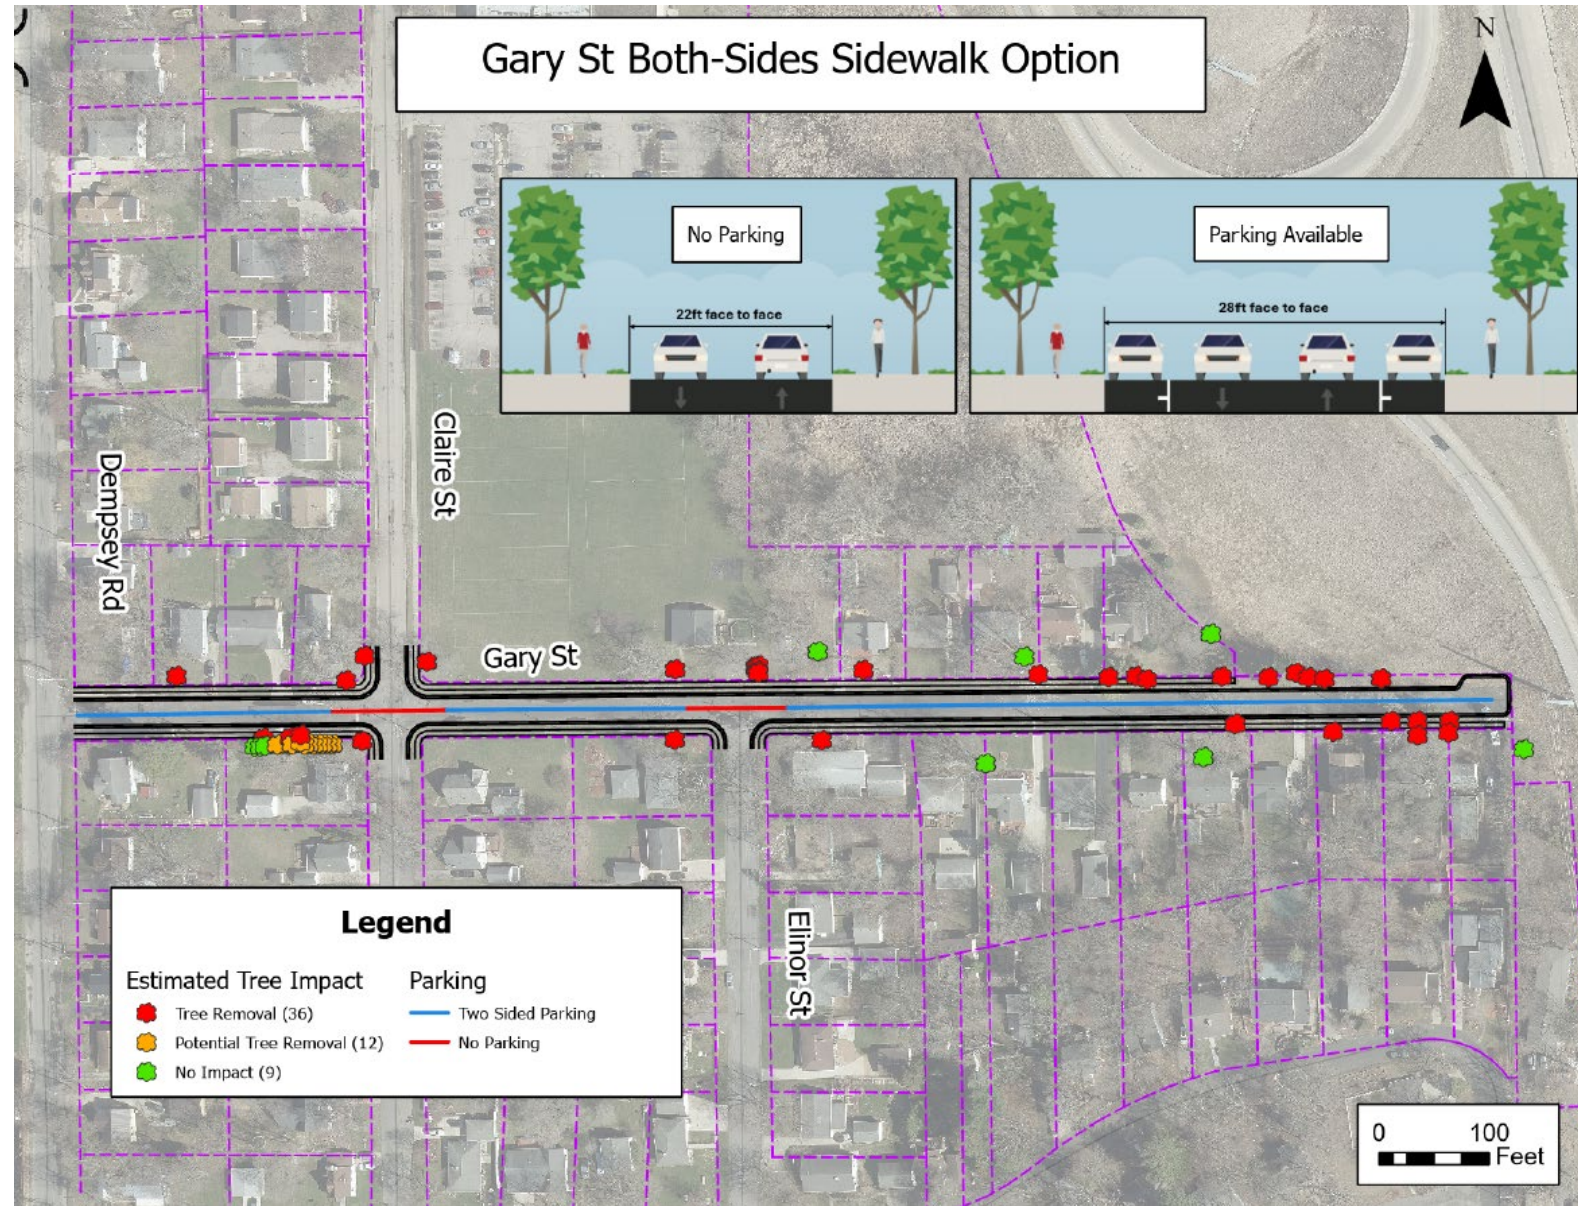 Gary St Both-Sides Sidewalk Option
N
No Parking
22ft face to face
Parking Available
28ft face to face
Claire St
Dempsey Rd
Gary St
Elinor St
Legend
Estimated Tree Impact
Tree Removal (36)
Potential Tree Removal (12)
No Impact (9)
Parking
Two Sided Parking
No Parking
0 100
Feet